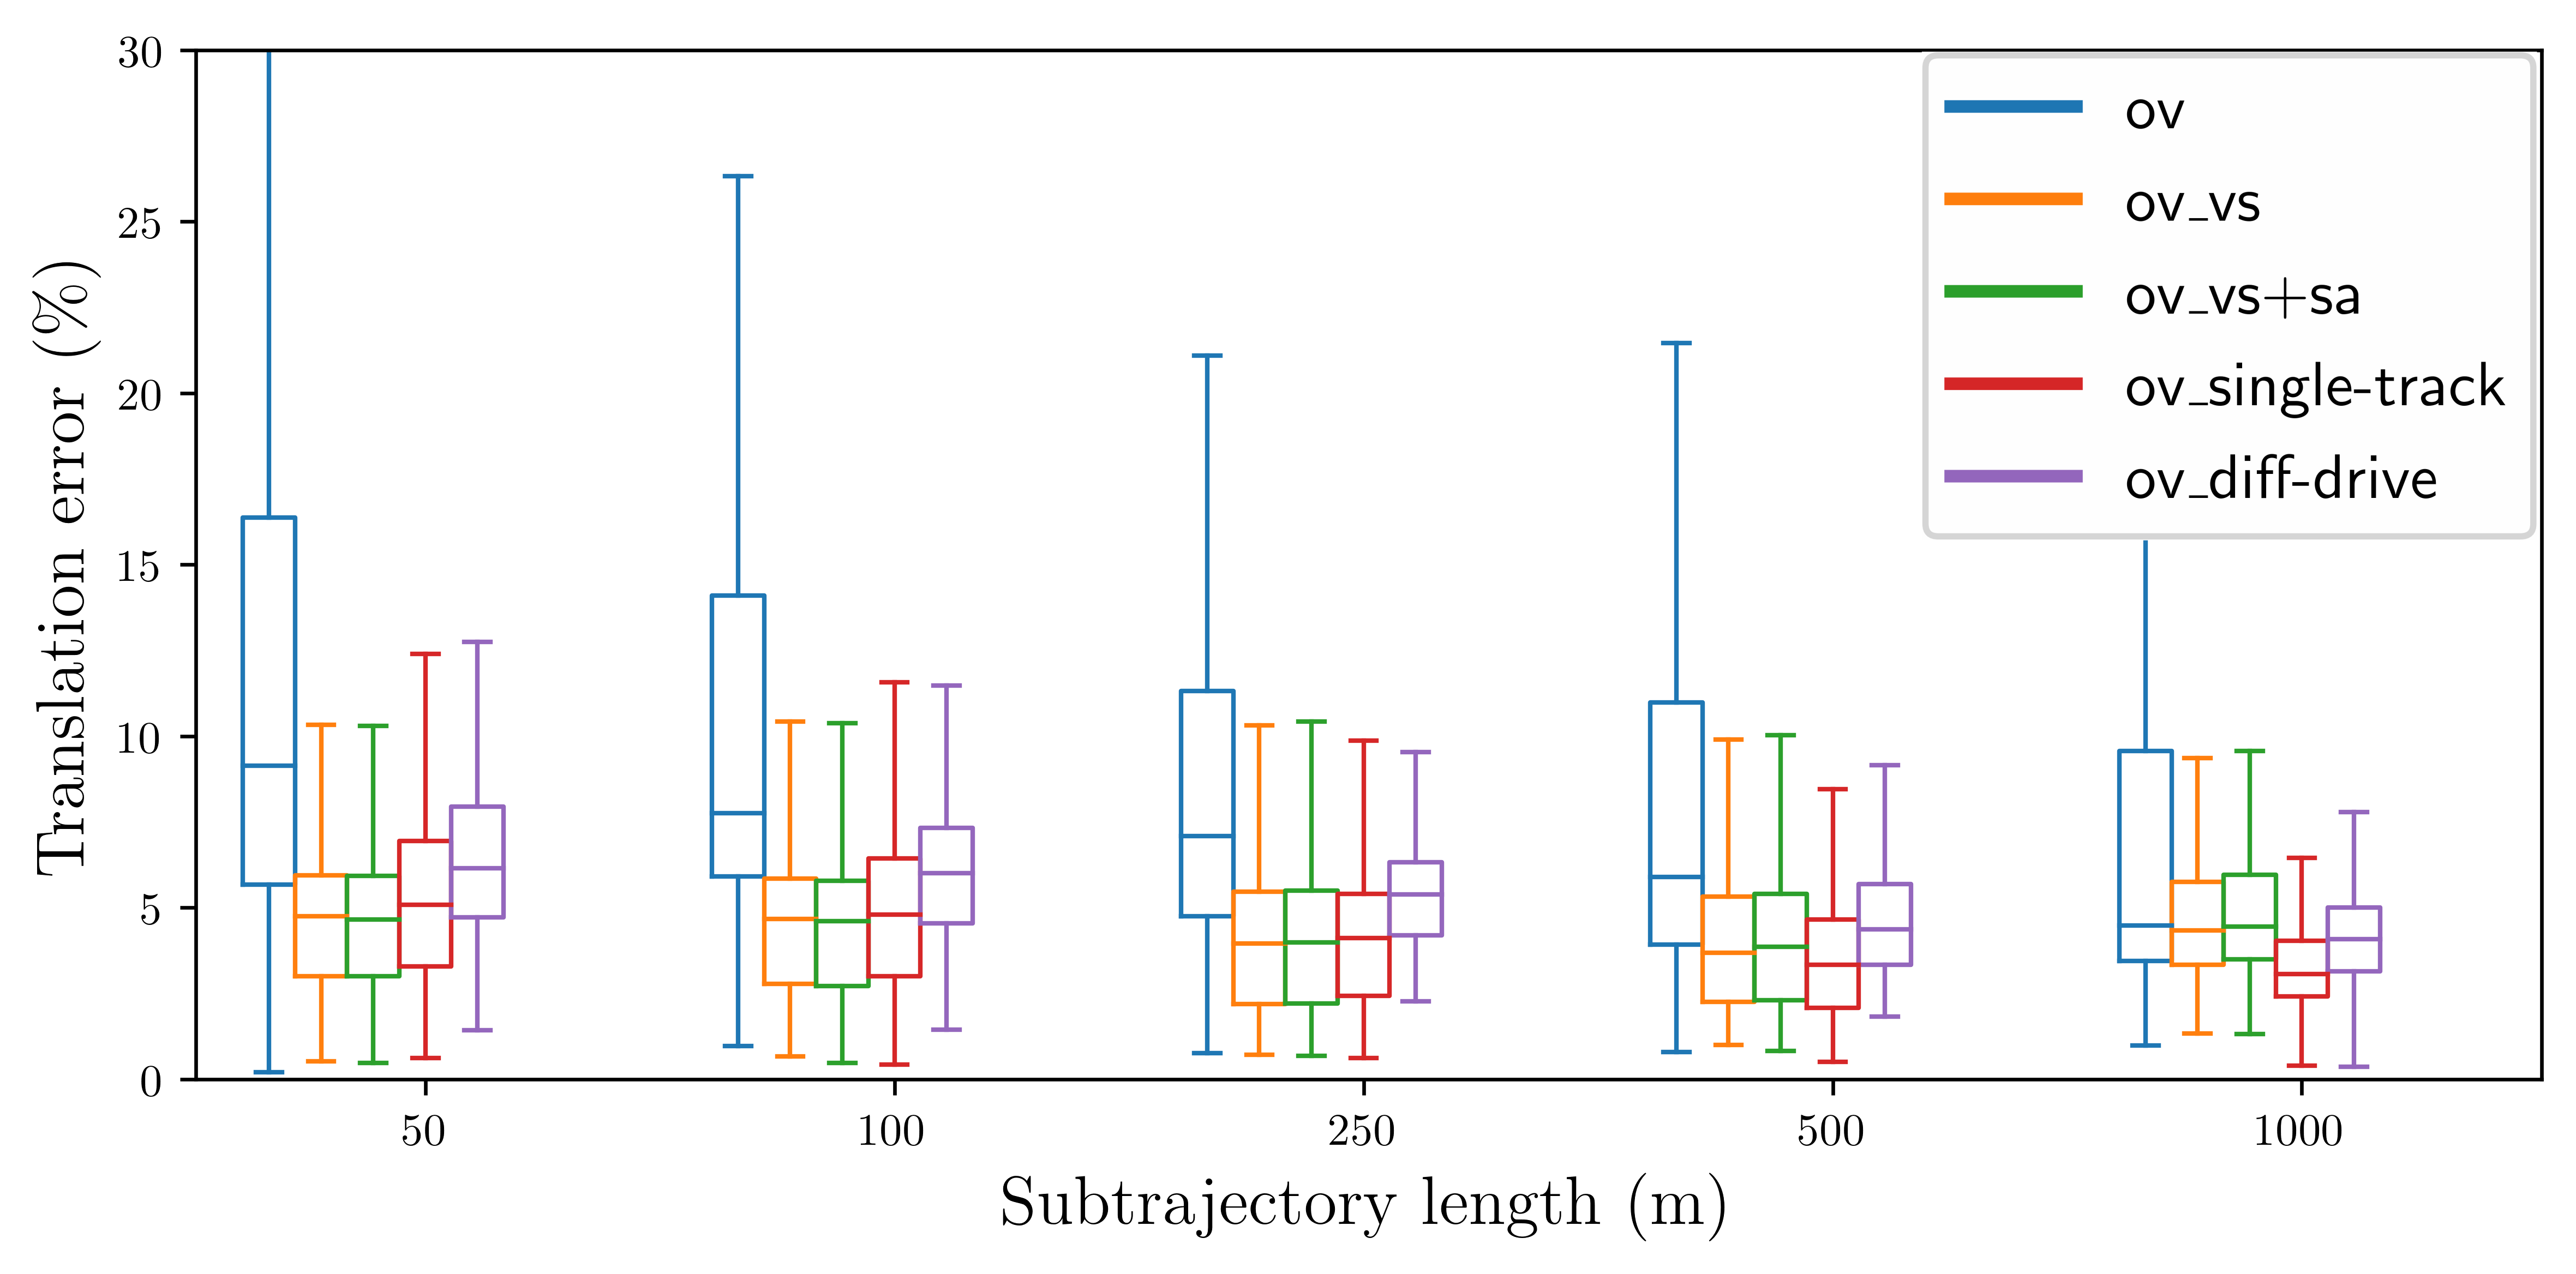 30
25
20
15
10
5
0
Translation error (%)
50 100 250 500 1000
Subtrajectory length (m)
ov
ov_vs
ov_vs+sa
ov_single-track
ov_diff-drive